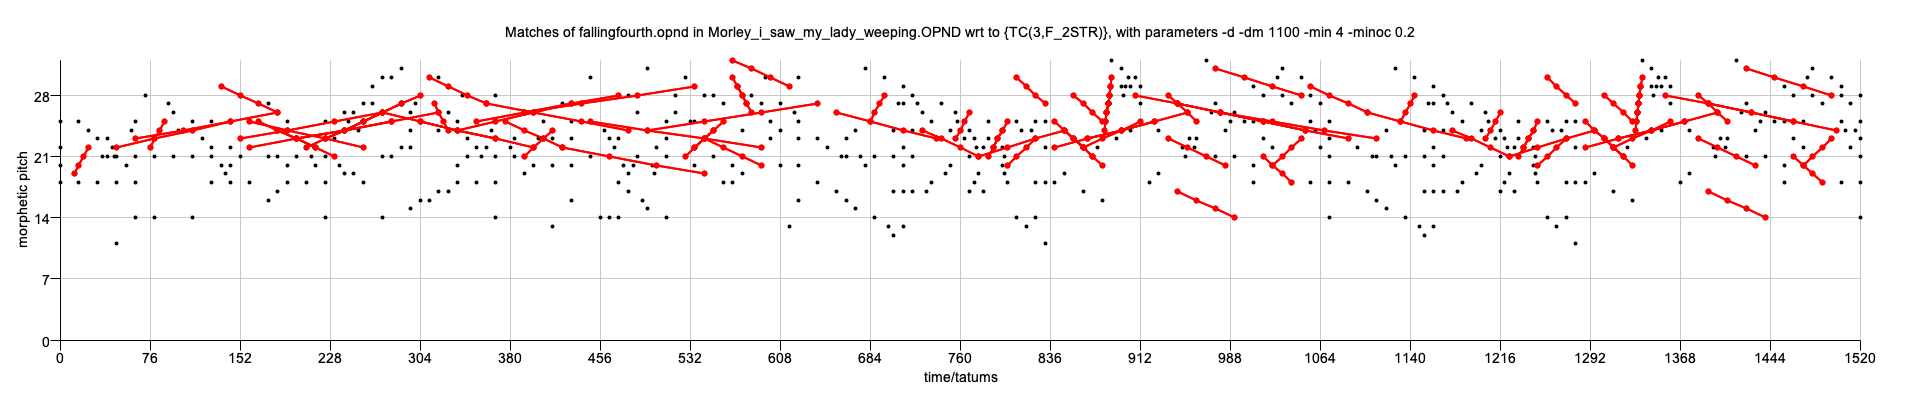 Matches of fallingfourth.opnd in Morley_i_saw_my_lady_weeping.OPND wrt to {TC(3,F_2STR)}, with parameters -d -dm 1100 -min 4 -minoc 0.2
morphetic pitch
28
21
14
7
0
0 76 152 228 304 380 456 532 608 684 760 836 912 988 1064 1140 1216 1292 1368 1444 1520
time/tatums